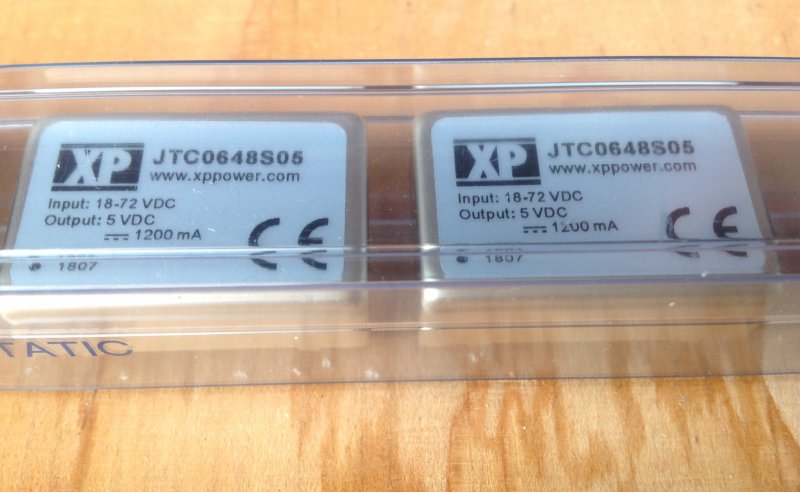 XP JTC0648S05
www.xppower.com
Input: 18-72 VDC
Output: 5 VDC
1200 mA
CE
1807
XP JTC0648S05
www.xppower.com
Input: 18-72 VDC
Output: 5 VDC
1200 mA
CE
1807
TATIC